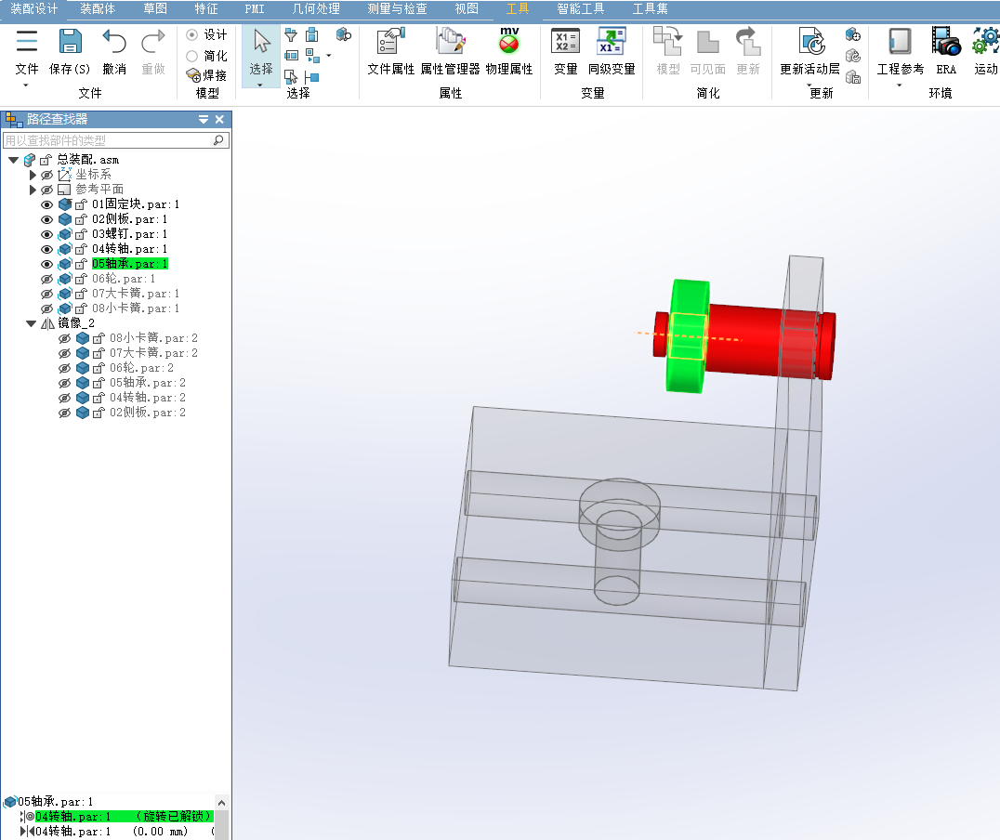 装配设计 装配体 草图 特征 PMI 几何处理 测量与检查 视图 工具 智能工具 工具集
设计
简化
焊接
文件 保存(S) 撤消 重做
选择
文件属性 属性管理器 物理属性
mv
X1=
X2=
X1=
变量 同级变量
模型 可见面 更新
更新活动层
工程参考 ERA 运动
文件 模型 选择 属性 变量 简化 更新 环境
路径查找器
用以查找部件的类型
总装配.asm
坐标系
参考平面
01固定块.par:1
02侧板.par:1
03螺钉.par:1
04转轴.par:1
05轴承.par:1
06轮.par:1
07大卡簧.par:1
08小卡簧.par:1
镜像_2
08小卡簧.par:2
07大卡簧.par:2
06轮.par:2
05轴承.par:2
04转轴.par:2
02侧板.par:2
05轴承.par:1
04转轴.par:1 (旋转已解锁)
04转轴.par:1 (0.00 mm) (